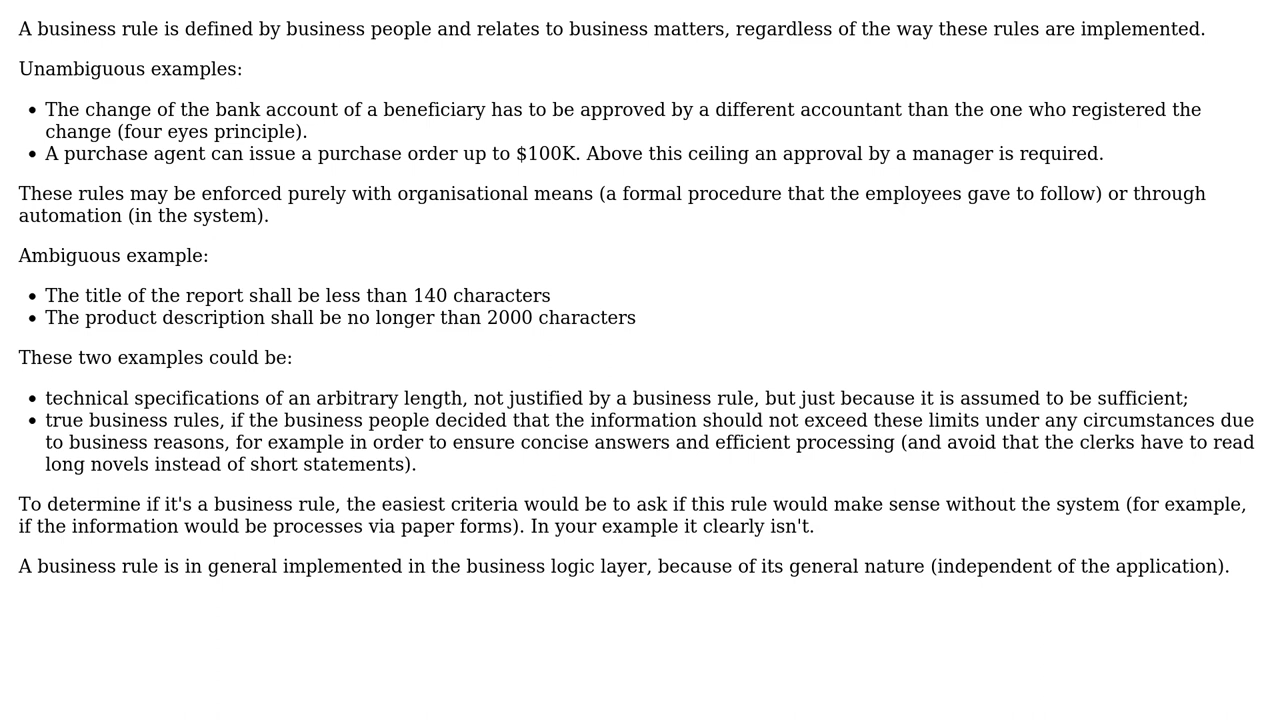 A business rule is defined by business people and relates to business matters, regardless of the way these rules are implemented.
Unambiguous examples:
• The change of the bank account of a beneficiary has to be approved by a different accountant than the one who registered the
change (four eyes principle).
• A purchase agent can issue a purchase order up to $100K. Above this ceiling an approval by a manager is required.
These rules may be enforced purely with organisational means (a formal procedure that the employees gave to follow) or through
automation (in the system).
Ambiguous example:
• The title of the report shall be less than 140 characters
• The product description shall be no longer than 2000 characters
These two examples could be:
• technical specifications of an arbitrary length, not justified by a business rule, but just because it is assumed to be sufficient;
• true business rules, if the business people decided that the information should not exceed these limits under any circumstances due
to business reasons, for example in order to ensure concise answers and efficient processing (and avoid that the clerks have to read
long novels instead of short statements).
To determine if it's a business rule, the easiest criteria would be to ask if this rule would make sense without the system (for example,
if the information would be processes via paper forms). In your example it clearly isn't.
A business rule is in general implemented in the business logic layer, because of its general nature (independent of the application).